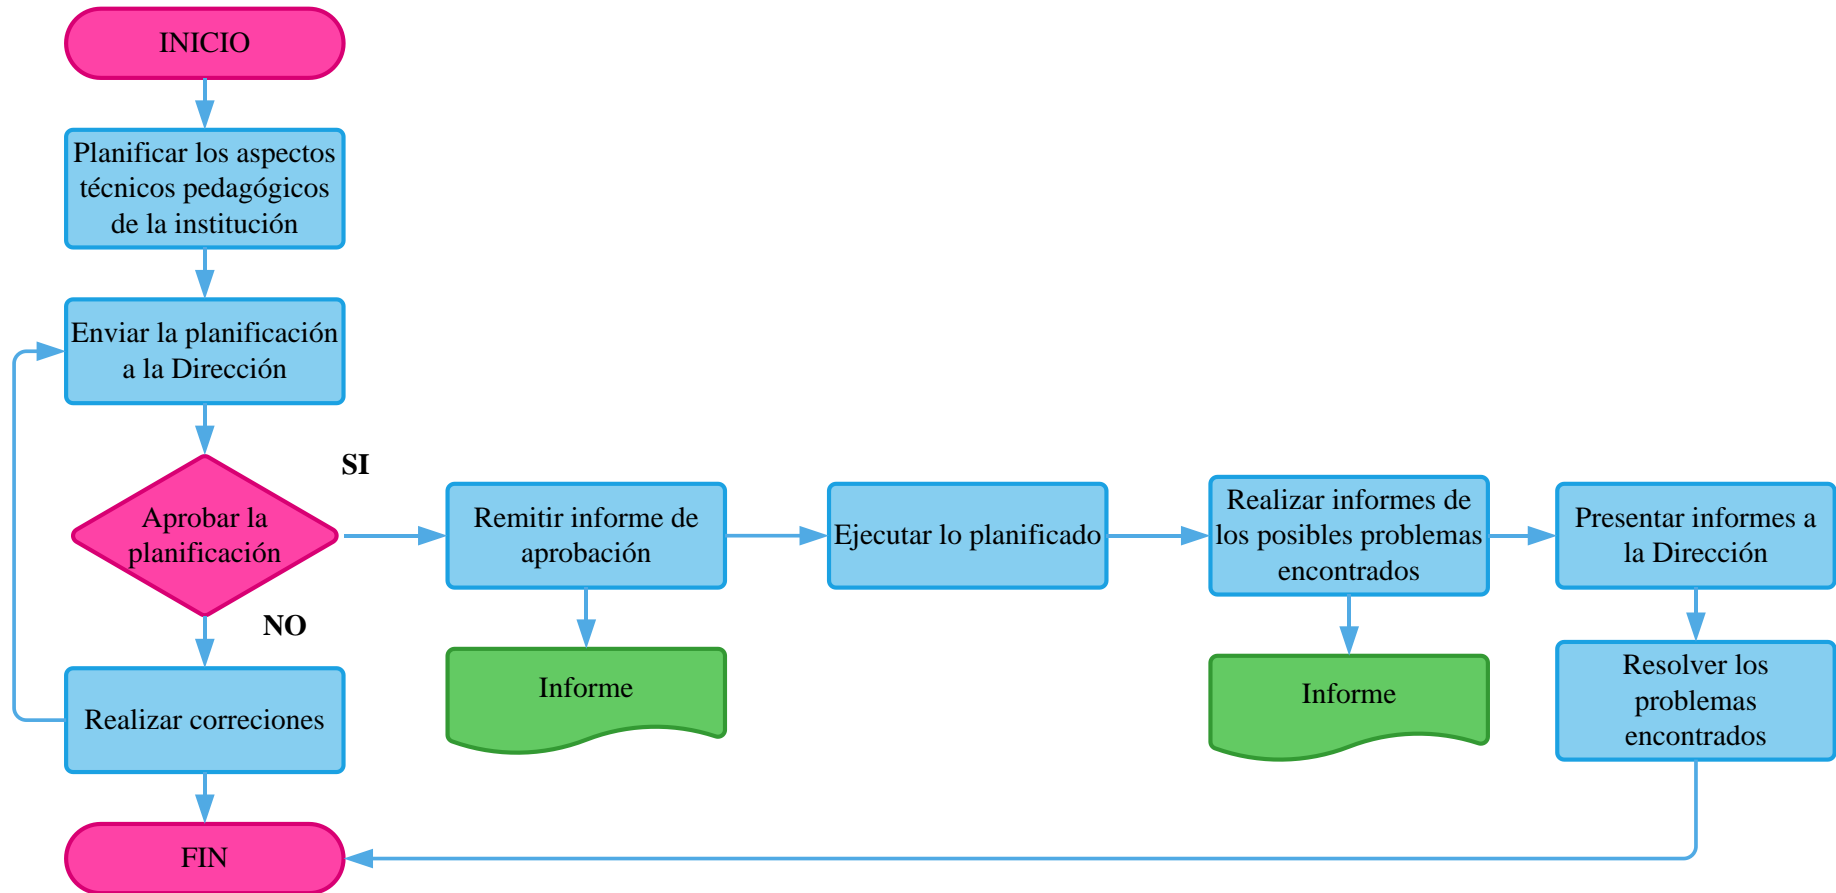 INICIO
Planificar los aspectos
técnicos pedagógicos
de la institución
Enviar la planificación
a la Dirección
Aprobar la
planificación
SI
NO
Realizar correciones
FIN
Remitir informe de
aprobación
Informe
Ejecutar lo planificado
Realizar informes de
los posibles problemas
encontrados
Informe
Presentar informes a
la Dirección
Resolver los
problemas
encontrados